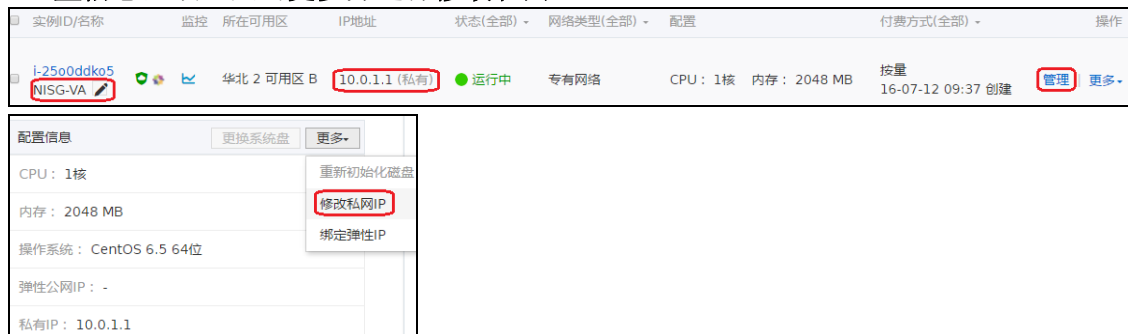 实例ID/名称 监控 所在可用区 IP地址 状态(全部) 网络类型(全部) 配置 付费方式(全部) 操作
i-25o0ddko5
NISG-VA
华北 2 可用区 B 10.0.1.1 (私有) 运行中 专有网络 CPU： 1核 内存： 2048 MB
按量
16-07-12 09:37 创建
管理 更多
配置信息 更换系统盘 更多
CPU： 1核
重新初始化磁盘
内存： 2048 MB
修改私网IP
操作系统： CentOS 6.5 64位
绑定弹性IP
弹性公网IP： -
私有IP： 10.0.1.1